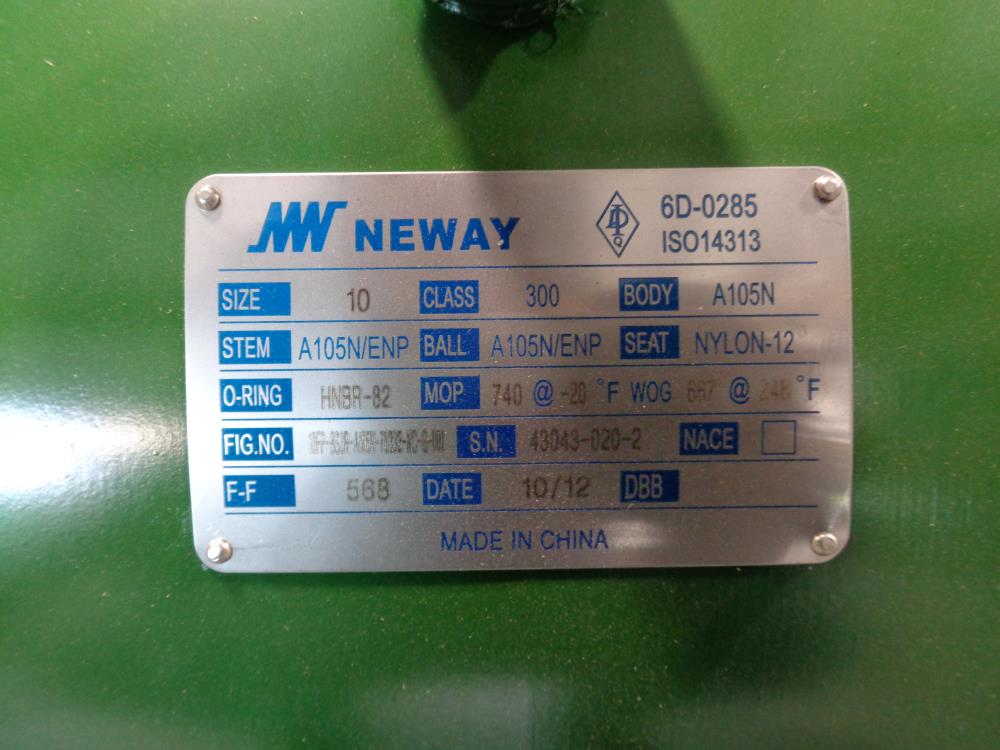 NEWAY 6D-0285
ISO14313
SIZE 10 CLASS 300 BODY A105N
STEM A105N/ENP BALL A105N/ENP SEAT NYLON-12
O-RING HNBR-82 MOP 740 @ -20 °F WOG 667 @ 248 °F
FIG.NO. S.N. 43043-020-2 NACE
F-F 568 DATE 10/12 DBB
MADE IN CHINA